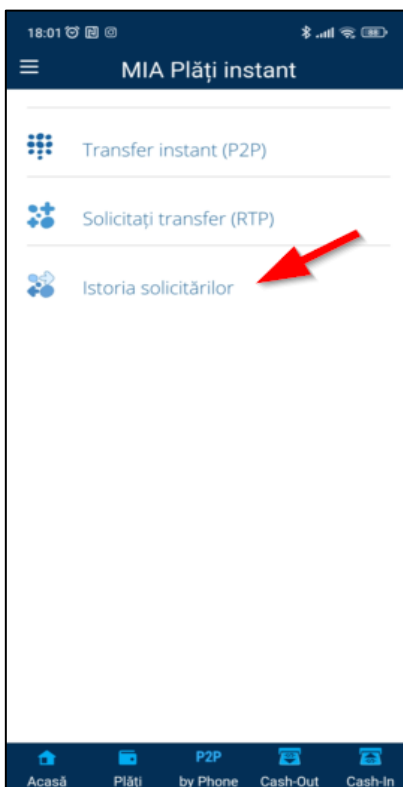 18:01
MIA Plăți instant
Transfer instant (P2P)
Solicitați transfer (RTP)
Istoria solicitărilor
P2P
Acasă Plăți by Phone Cash-Out Cash-In